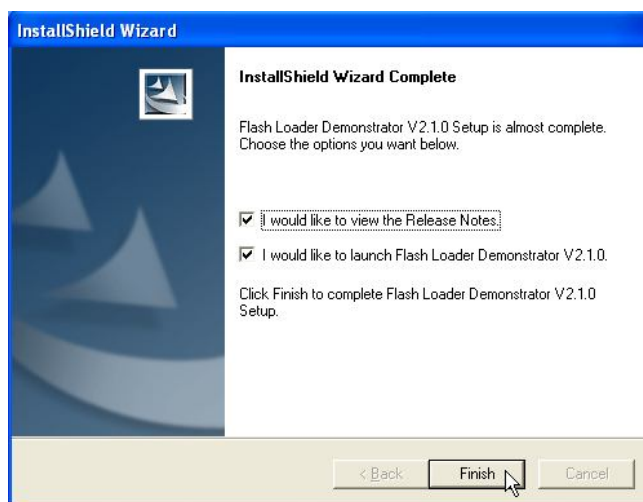 InstallShield Wizard
InstallShield Wizard Complete
Flash Loader Demonstrator V2.1.0 Setup is almost complete.
Choose the options you want below.
I would like to view the Release Notes.
I would like to launch Flash Loader Demonstrator V2.1.0.
Click Finish to complete Flash Loader Demonstrator V2.1.0
Setup.
< Back
Finish
Cancel